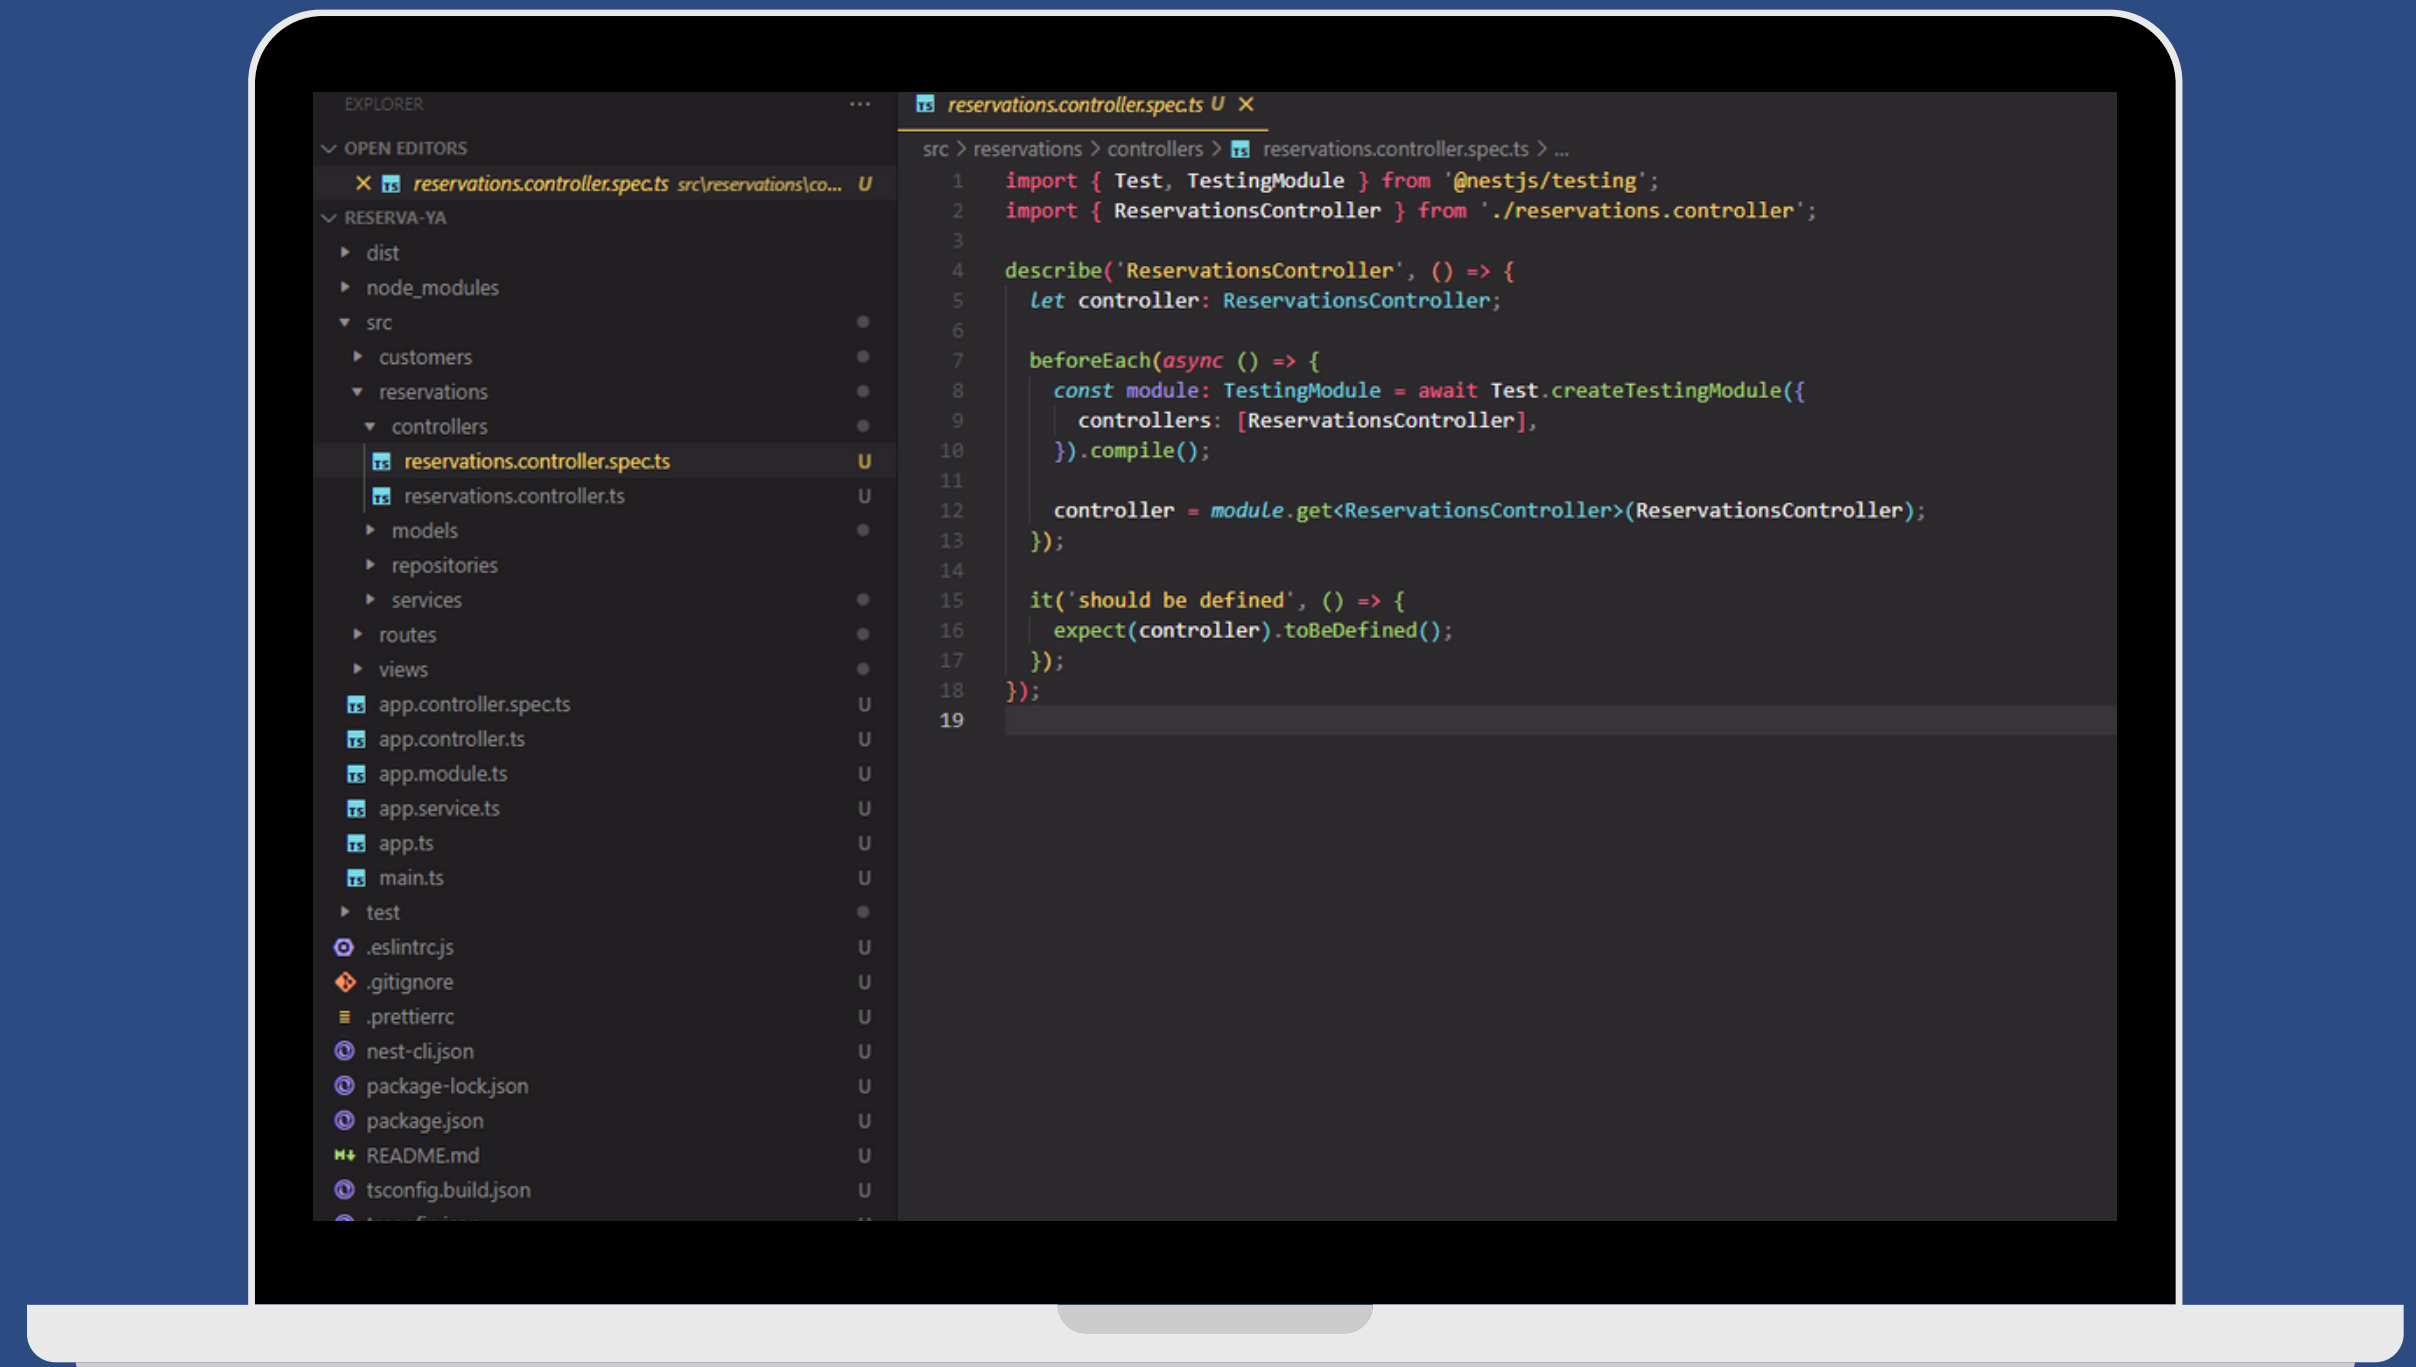 EXPLORER ...
OPEN EDITORS
reservations.controller.spec.ts src\reservations\co... U
RESERVA-YA
dist
node_modules
src
customers
reservations
controllers
reservations.controller.spec.ts U
reservations.controller.ts U
models
repositories
services
routes
views
app.controller.spec.ts U
app.controller.ts U
app.module.ts U
app.service.ts U
app.ts U
main.ts U
test
.eslintrc.js U
.gitignore U
.prettierrc U
nest-cli.json U
package-lock.json U
package.json U
README.md U
tsconfig.build.json U
TS reservations.controller.spec.ts U
src > reservations > controllers > TS reservations.controller.spec.ts > ...
1 import { Test, TestingModule } from '@nestjs/testing';
2 import { ReservationsController } from './reservations.controller';
3
4 describe('ReservationsController', () => {
5 let controller: ReservationsController;
6
7 beforeEach(async () => {
8 const module: TestingModule = await Test.createTestingModule({
9 controllers: [ReservationsController],
10 }).compile();
11
12 controller = module.get<ReservationsController>(ReservationsController);
13 });
14
15 it('should be defined', () => {
16 expect(controller).toBeDefined();
17 });
18 });
19